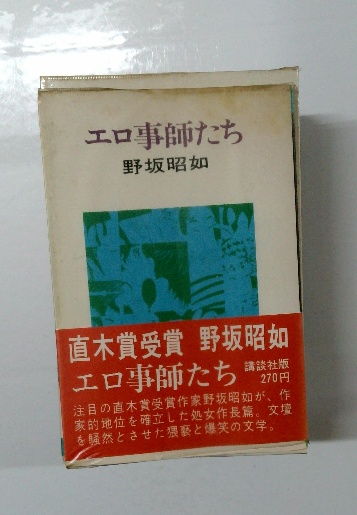 エロ事師たち
野坂昭如
直木賞受賞 野坂昭如
エロ事師たち 講談社版
270円
注目の直木賞受賞作家野坂昭如が、作
家的地位を確立した処女作長篇。文壇
を騒然とさせた猥褻と爆笑の文学。